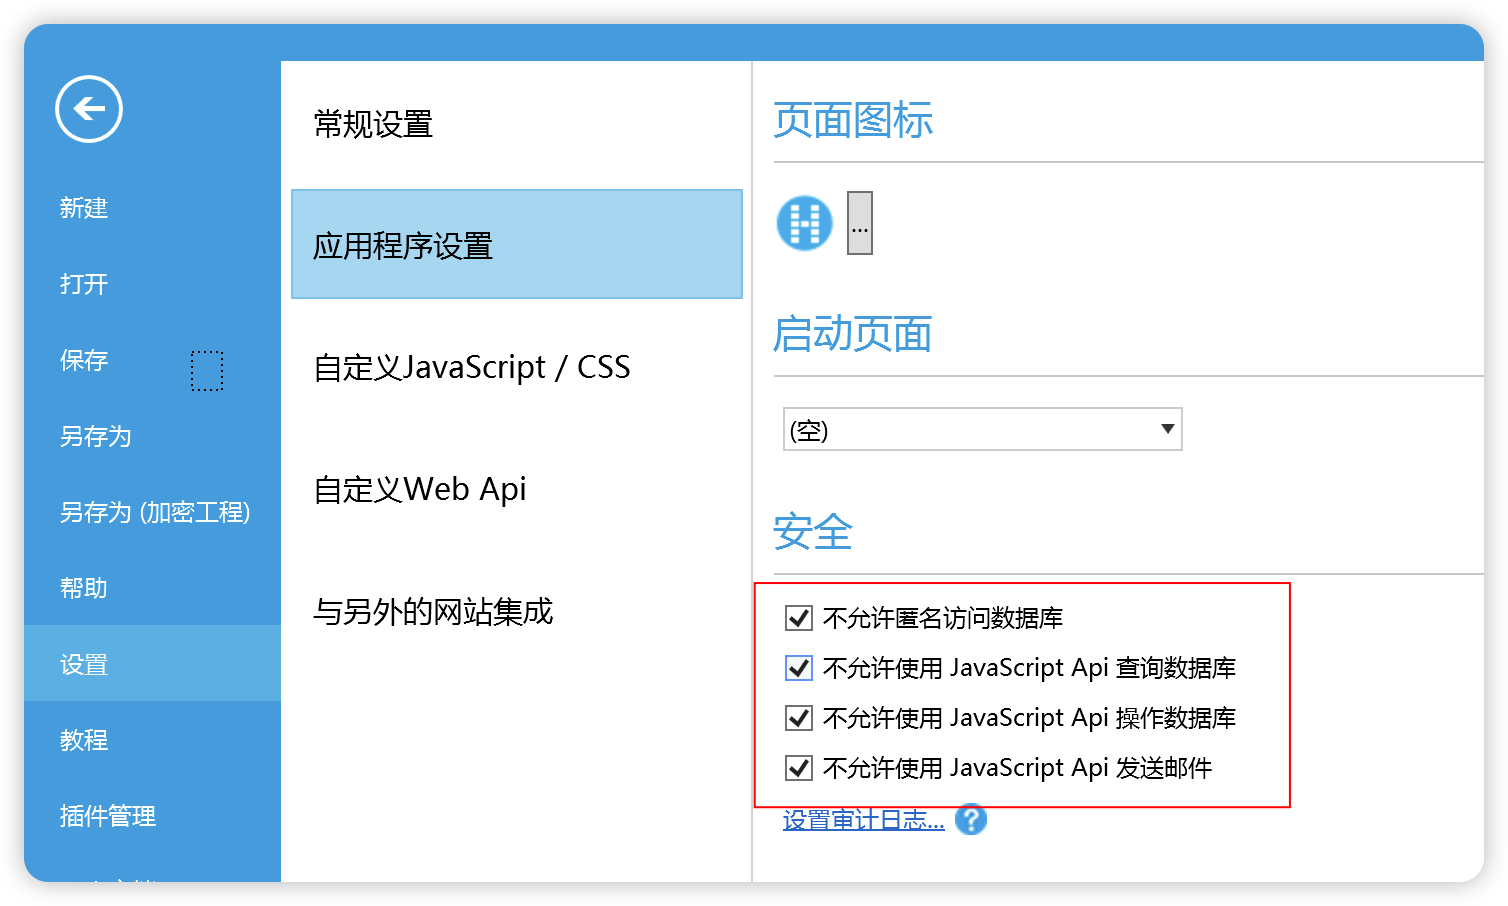 新建
打开
保存
另存为
另存为 (加密工程)
帮助
设置
教程
插件管理
常规设置
应用程序设置
自定义JavaScript / CSS
自定义Web Api
与另外的网站集成
页面图标
...
启动页面
(空)
安全
不允许匿名访问数据库
不允许使用 JavaScript Api 查询数据库
不允许使用 JavaScript Api 操作数据库
不允许使用 JavaScript Api 发送邮件
设置审计日志... ?